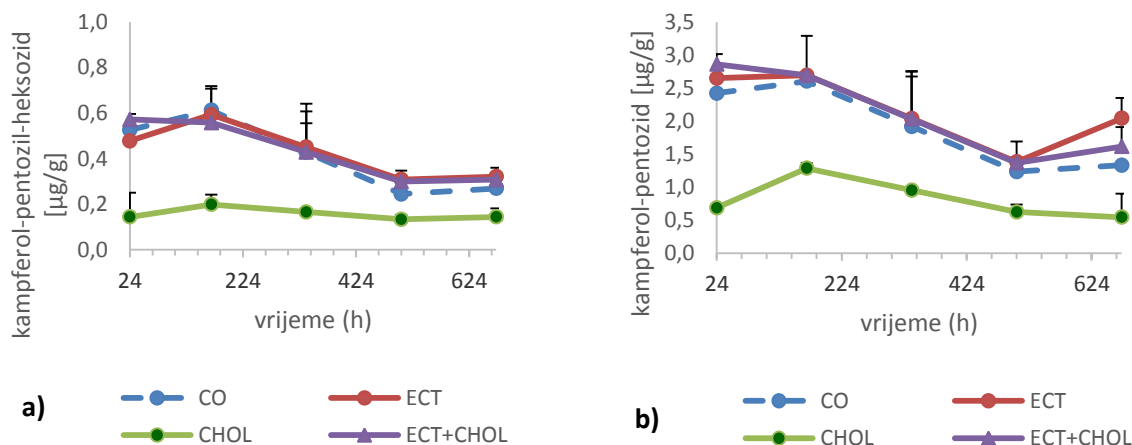 kampferol-pentozil-heksozid
[µg/g]
1,0
0,8
0,6
0,4
0,2
0,0
24
224
424
624
vrijeme (h)
a)
CO
ECT
CHOL
ECT+CHOL
kampferol-pentozid [µg/g]
3,5
3,0
2,5
2,0
1,5
1,0
0,5
0,0
24
224
424
624
vrijeme (h)
b)
CO
ECT
CHOL
ECT+CHOL